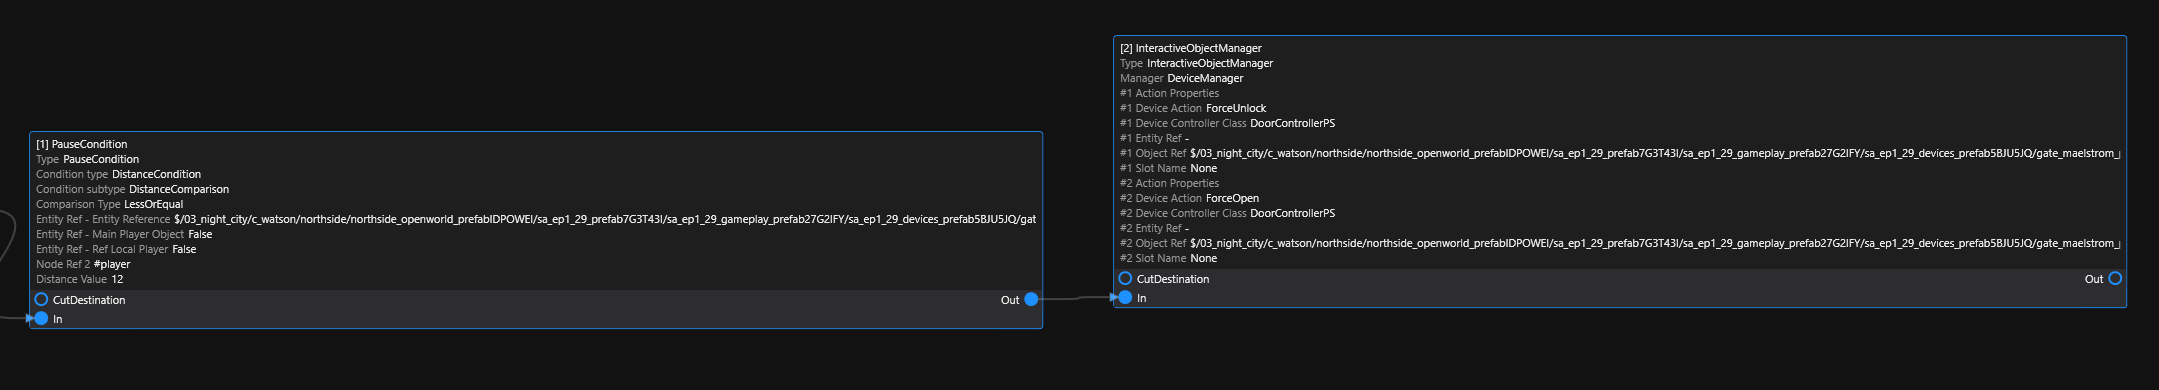 [1] PauseCondition
Type PauseCondition
Condition type DistanceCondition
Condition subtype DistanceComparison
Comparison Type LessOrEqual
Entity Ref - Entity Reference $/03_night_city/c_watson/northside/northside_openworld_prefabIDPOWEI/sa_ep1_29_prefab7G3T43I/sa_ep1_29_gameplay_prefab27G2IFY/sa_ep1_29_devices_prefab5BJU5JQ/gat
Entity Ref - Main Player Object False
Entity Ref - Ref Local Player False
Node Ref 2 #player
Distance Value 12
CutDestination
Out
In
[2] InteractiveObjectManager
Type InteractiveObjectManager
Manager DeviceManager
#1 Action Properties
#1 Device Action ForceUnlock
#1 Device Controller Class DoorControllerPS
#1 Entity Ref -
#1 Object Ref $/03_night_city/c_watson/northside/northside_openworld_prefabIDPOWEI/sa_ep1_29_prefab7G3T43I/sa_ep1_29_gameplay_prefab27G2IFY/sa_ep1_29_devices_prefab5BJU5JQ/gate_maelstrom_
#1 Slot Name None
#2 Action Properties
#2 Device Action ForceOpen
#2 Device Controller Class DoorControllerPS
#2 Entity Ref -
#2 Object Ref $/03_night_city/c_watson/northside/northside_openworld_prefabIDPOWEI/sa_ep1_29_prefab7G3T43I/sa_ep1_29_gameplay_prefab27G2IFY/sa_ep1_29_devices_prefab5BJU5JQ/gate_maelstrom_
#2 Slot Name None
CutDestination
Out
In